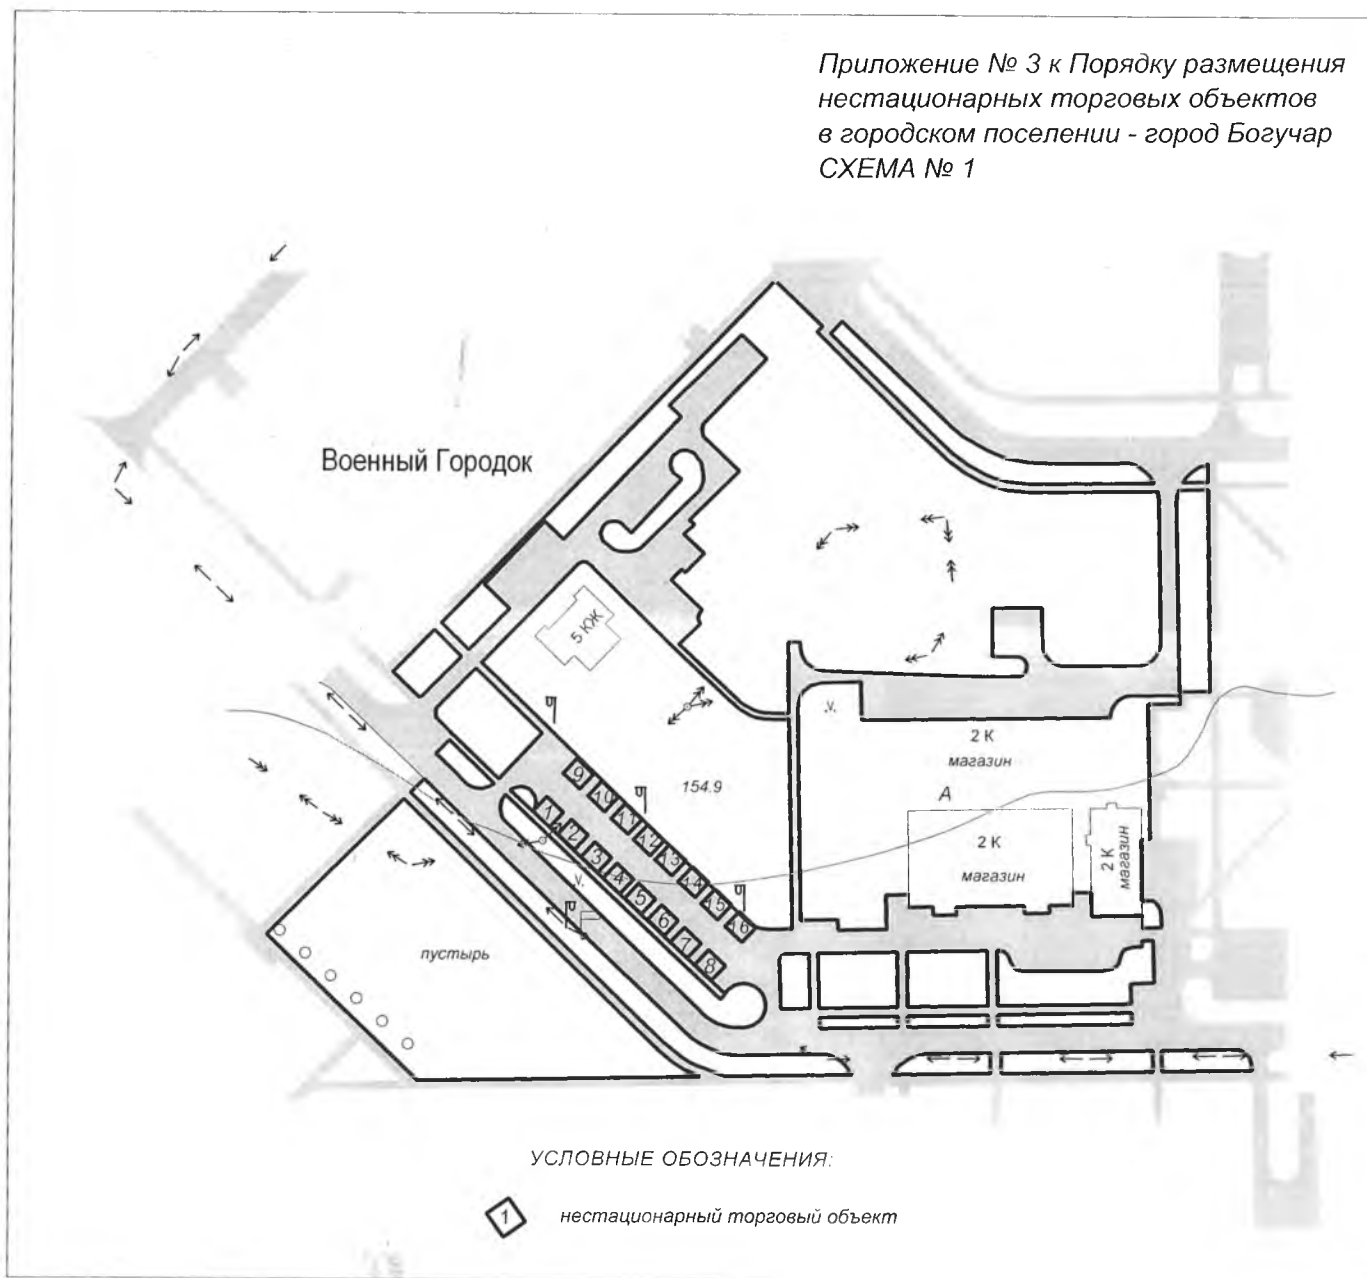 Приложение № 3 к Порядку размещения
нестационарных торговых объектов
в городском поселении - город Богучар
СХЕМА № 1
Военный Городок
5 КЖ
154.9
2 К
магазин
А
2 К
магазин
2 К
магазин
9
10
11
12
13
14
15
16
1
2
3
4
5
6
7
8
пустырь
УСЛОВНЫЕ ОБОЗНАЧЕНИЯ:
1 нестационарный торговый объект